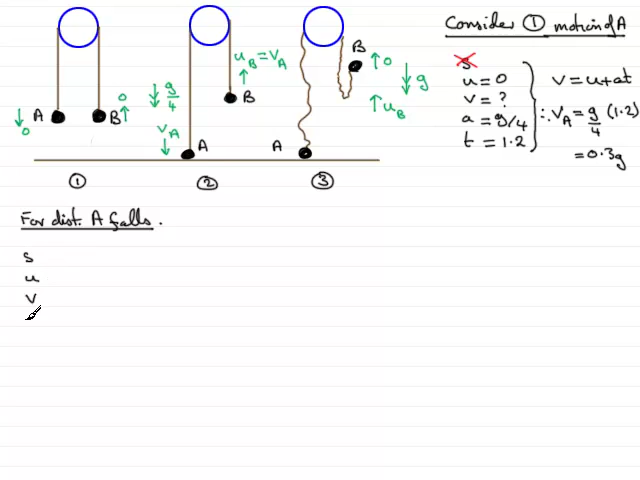 Consider ① motion of A
A
0
B
0
①
g/4
V_A
A
u_B = V_A
B
②
A
B
0
g
u_B
③
s
u = 0
v = ?
a = g/4
t = 1.2
v = u + at
∴ V_A = g/4 (1.2)
= 0.3g
For dist. A falls.
s
u
v